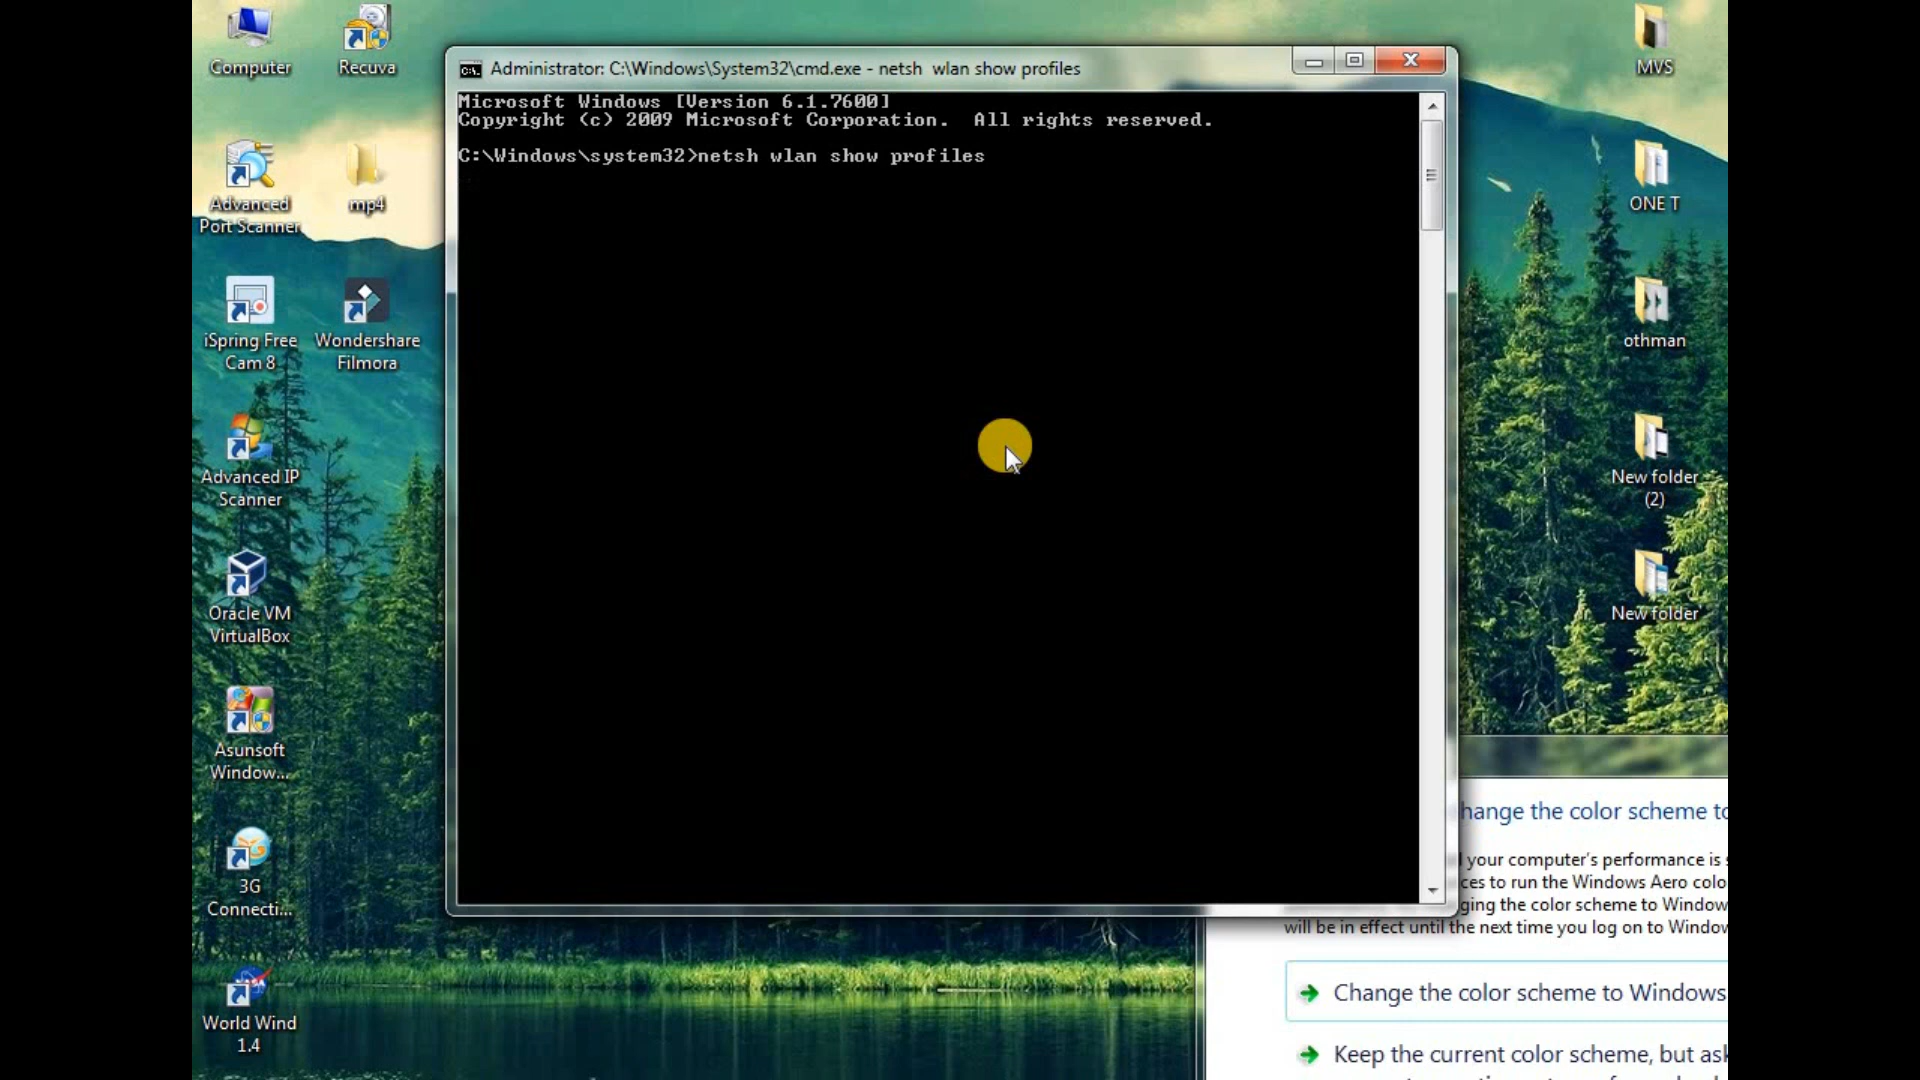 Computer
Recuva
Advanced
Port Scanner
mp4
iSpring Free
Cam 8
Wondershare
Filmora
Advanced IP
Scanner
Oracle VM
VirtualBox
Asunsoft
Window...
3G
Connecti...
World Wind
1.4
Administrator: C:\Windows\System32\cmd.exe - netsh  wlan show profiles
Microsoft Windows [Version 6.1.7600]
Copyright (c) 2009 Microsoft Corporation.  All rights reserved.
C:\Windows\system32>netsh wlan show profiles
MVS
ONE T
othman
New folder
(2)
New folder
hange the color scheme to
your computer's performance is
ces to run the Windows Aero colo
ging the color scheme to Window
will be in effect until the next time you log on to Window
Change the color scheme to Windows
Keep the current color scheme, but ask